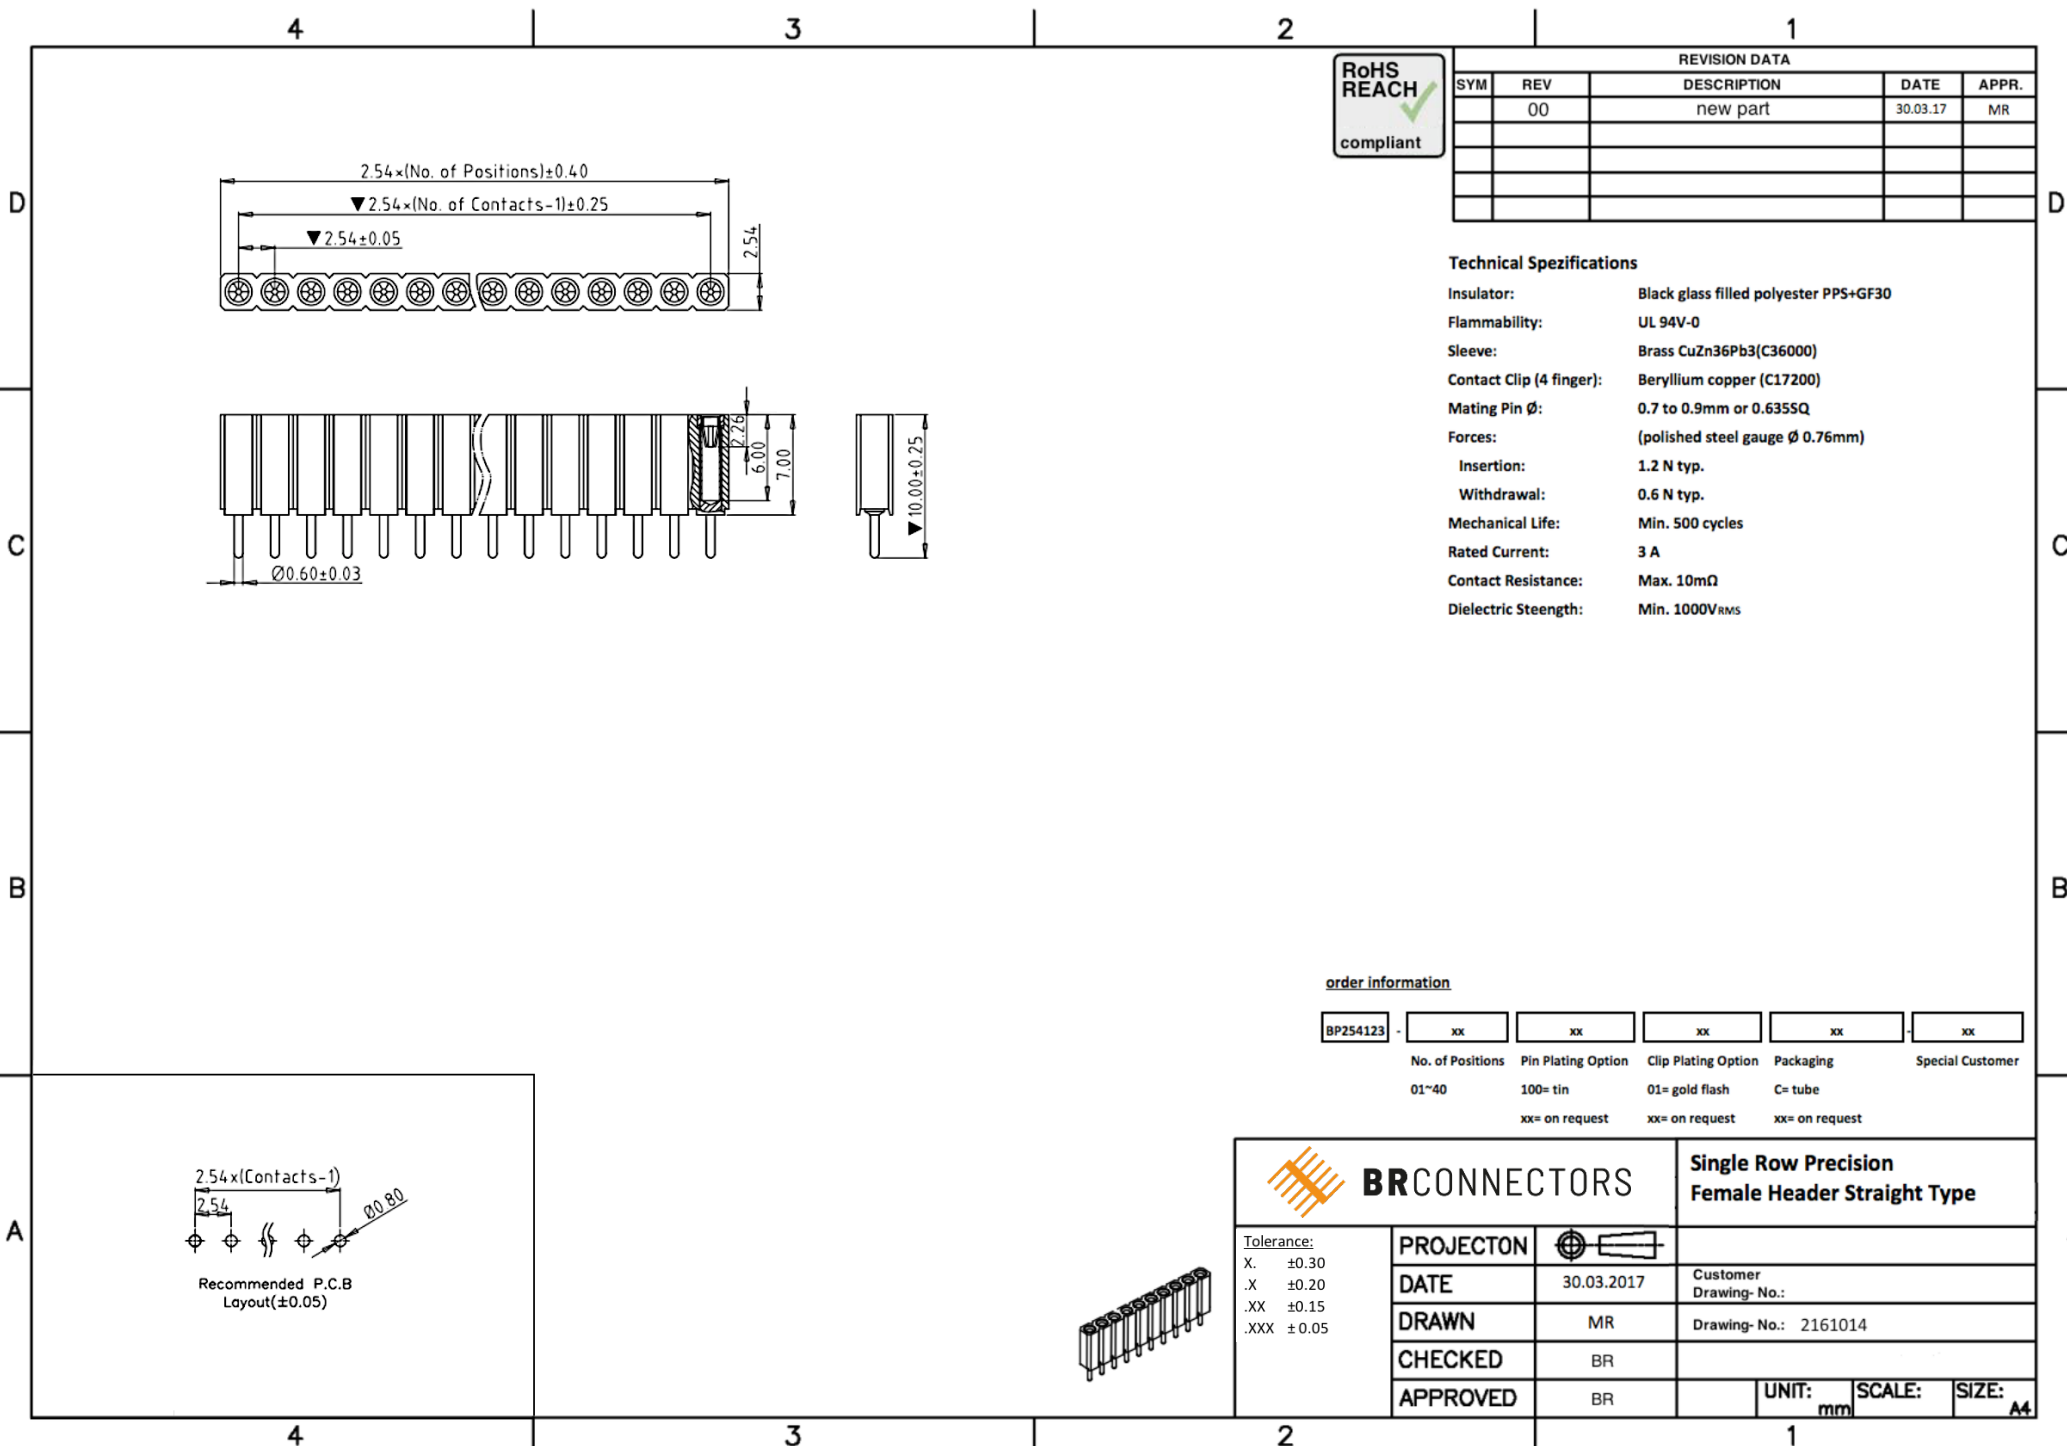 4 3 2 1
D
C
B
A
D
C
B
RoHS
REACH
compliant
REVISION DATA
SYM REV DESCRIPTION DATE APPR.
00 new part 30.03.17 MR
2.54×(No. of Positions)±0.40
▼2.54×(No. of Contacts-1)±0.25
▼2.54±0.05
2.54
2.26
6.00
7.00
▼10.00±0.25
Ø0.60±0.03
Technical Spezifications
Insulator: Black glass filled polyester PPS+GF30
Flammability: UL 94V-0
Sleeve: Brass CuZn36Pb3(C36000)
Contact Clip (4 finger): Beryllium copper (C17200)
Mating Pin Ø: 0.7 to 0.9mm or 0.635SQ
Forces: (polished steel gauge Ø 0.76mm)
Insertion: 1.2 N typ.
Withdrawal: 0.6 N typ.
Mechanical Life: Min. 500 cycles
Rated Current: 3 A
Contact Resistance: Max. 10mΩ
Dielectric Steength: Min. 1000VRMS
order information
BP254123 - xx xx xx xx - xx
No. of Positions Pin Plating Option Clip Plating Option Packaging Special Customer
01~40 100= tin 01= gold flash C= tube
xx= on request xx= on request xx= on request
2.54x(Contacts-1)
2.54
Ø0.80
Recommended P.C.B
Layout(±0.05)
BRCONNECTORS
Single Row Precision
Female Header Straight Type
Tolerance:
X. ±0.30
.X ±0.20
.XX ±0.15
.XXX ± 0.05
PROJECTON
DATE 30.03.2017
DRAWN MR
CHECKED BR
APPROVED BR
Customer
Drawing- No.:
Drawing- No.: 2161014
UNIT: mm SCALE: SIZE: A4
4 3 2 1